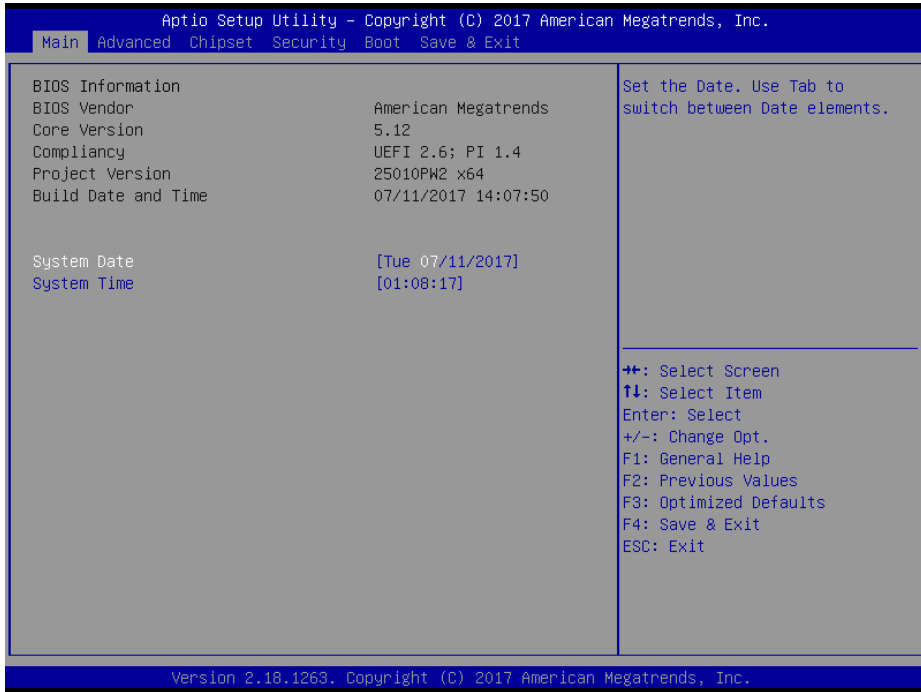 Aptio Setup Utility – Copyright (C) 2017 American Megatrends, Inc.
Main Advanced Chipset Security Boot Save & Exit
BIOS Information
BIOS Vendor American Megatrends
Core Version 5.12
Compliancy UEFI 2.6; PI 1.4
Project Version 25010PW2 x64
Build Date and Time 07/11/2017 14:07:50
System Date [Tue 07/11/2017]
System Time [01:08:17]
Set the Date. Use Tab to
switch between Date elements.
→←: Select Screen
↑↓: Select Item
Enter: Select
+/-: Change Opt.
F1: General Help
F2: Previous Values
F3: Optimized Defaults
F4: Save & Exit
ESC: Exit
Version 2.18.1263. Copyright (C) 2017 American Megatrends, Inc.